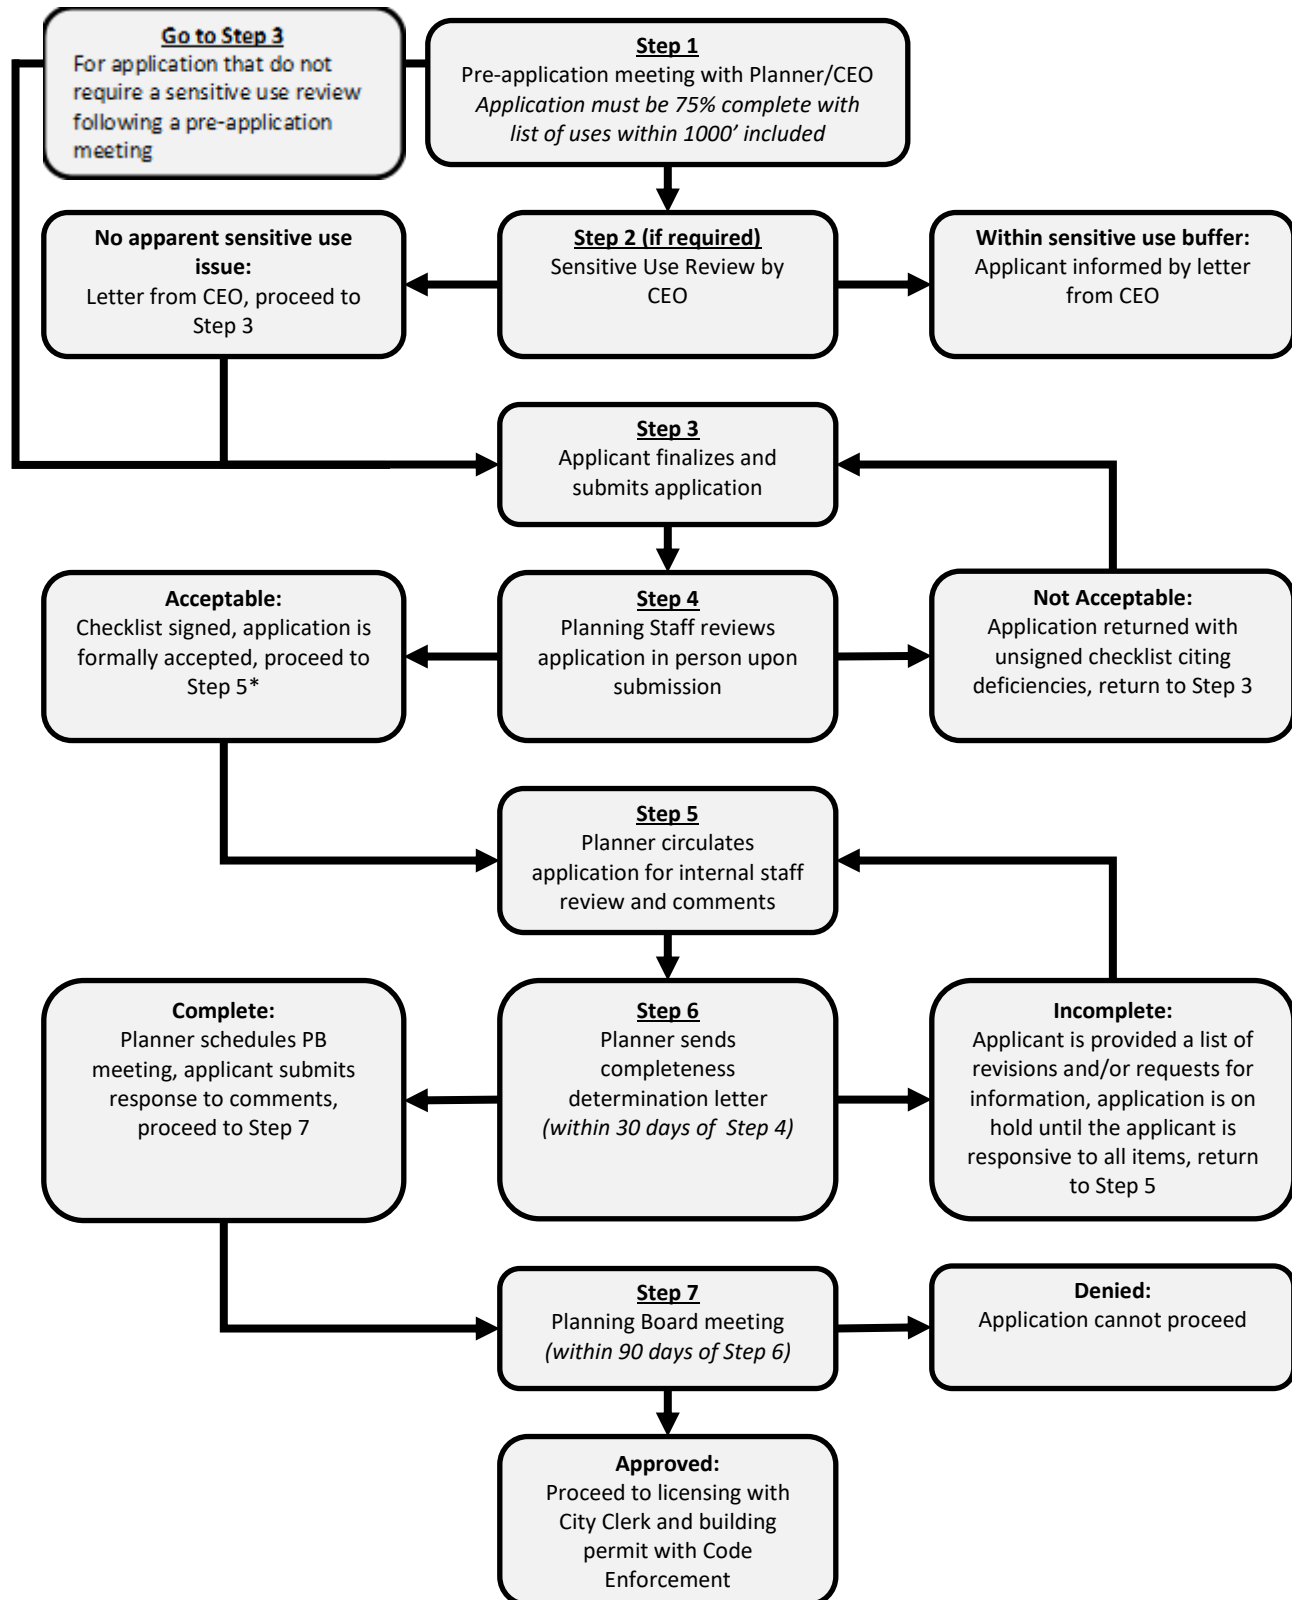 Go to Step 3
For application that do not
require a sensitive use review
following a pre-application
meeting
Step 1
Pre-application meeting with Planner/CEO
Application must be 75% complete with
list of uses within 1000’ included
No apparent sensitive use
issue:
Letter from CEO, proceed to
Step 3
Step 2 (if required)
Sensitive Use Review by
CEO
Within sensitive use buffer:
Applicant informed by letter
from CEO
Step 3
Applicant finalizes and
submits application
Acceptable:
Checklist signed, application is
formally accepted, proceed to
Step 5*
Step 4
Planning Staff reviews
application in person upon
submission
Not Acceptable:
Application returned with
unsigned checklist citing
deficiencies, return to Step 3
Step 5
Planner circulates
application for internal staff
review and comments
Complete:
Planner schedules PB
meeting, applicant submits
response to comments,
proceed to Step 7
Step 6
Planner sends
completeness
determination letter
(within 30 days of Step 4)
Incomplete:
Applicant is provided a list of
revisions and/or requests for
information, application is on
hold until the applicant is
responsive to all items, return
to Step 5
Step 7
Planning Board meeting
(within 90 days of Step 6)
Denied:
Application cannot proceed
Approved:
Proceed to licensing with
City Clerk and building
permit with Code
Enforcement